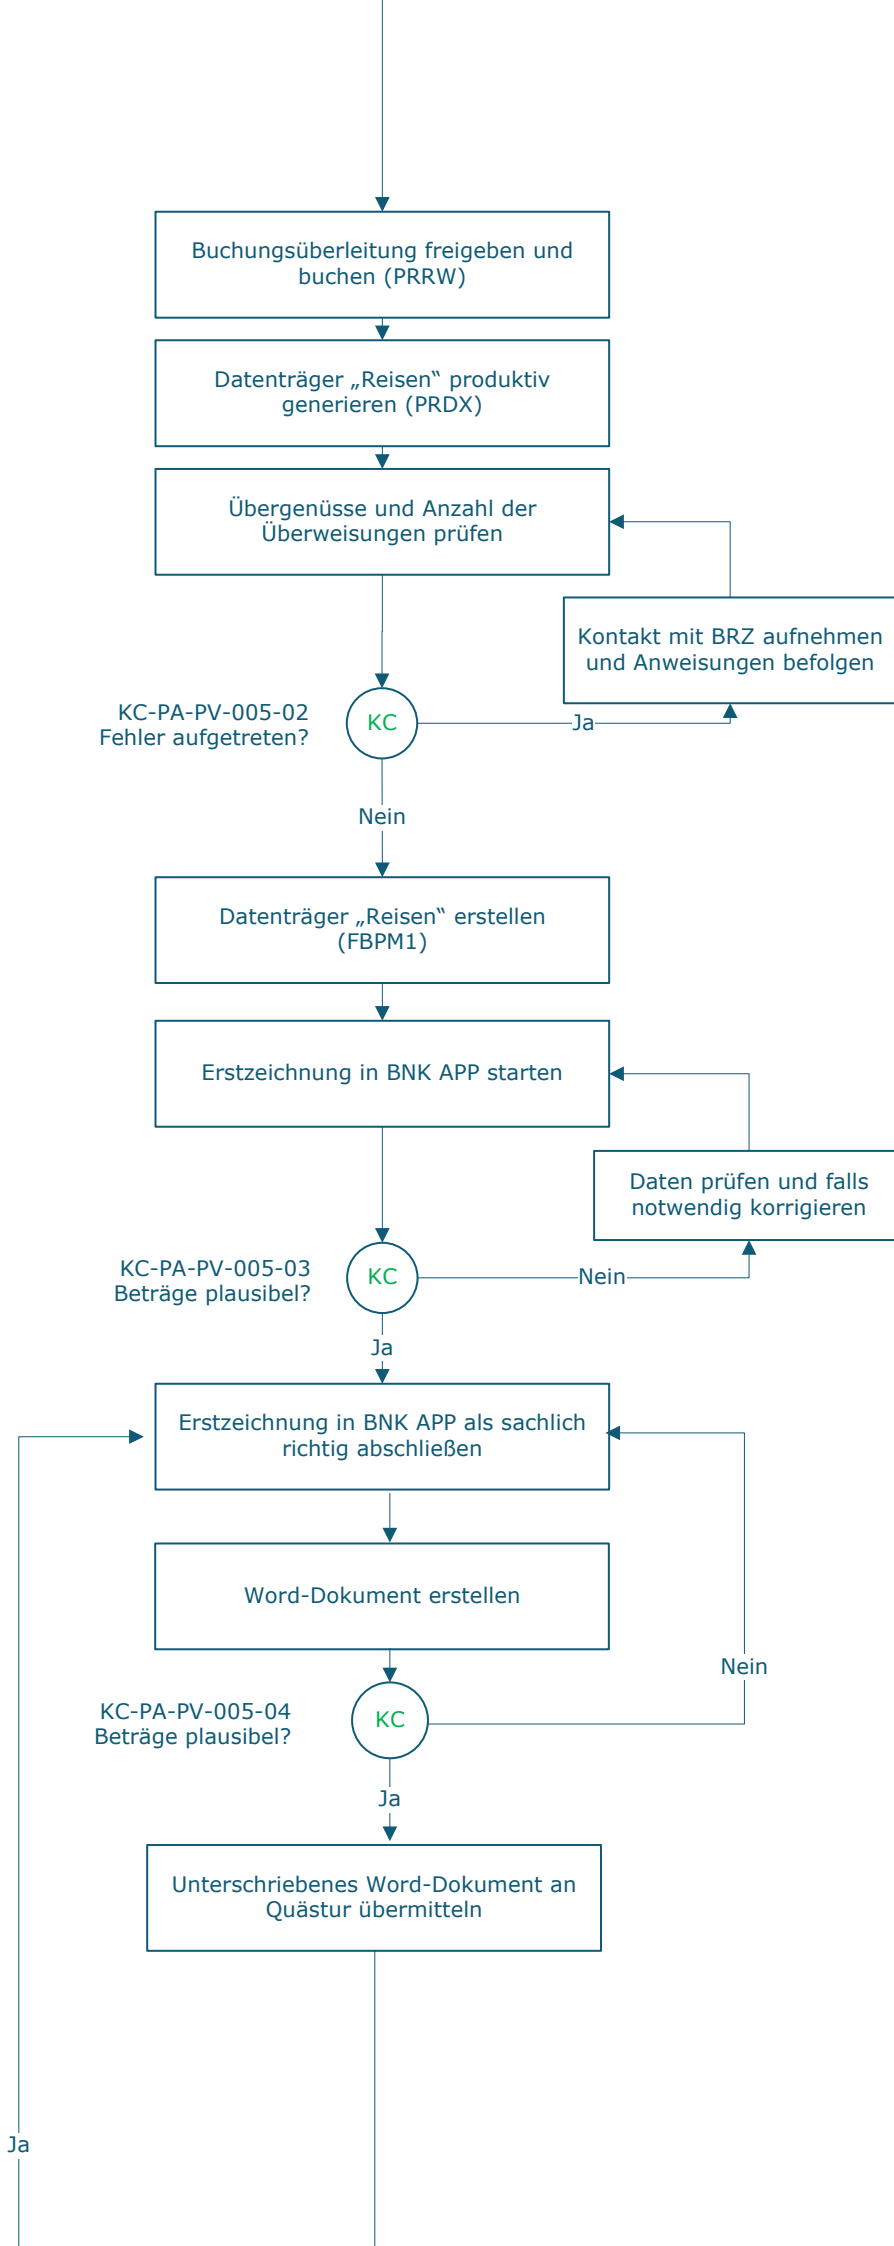 Buchungsüberleitung freigeben und
buchen (PRRW)
Datenträger „Reisen“ produktiv
generieren (PRDX)
Übergenüsse und Anzahl der
Überweisungen prüfen
Kontakt mit BRZ aufnehmen
und Anweisungen befolgen
KC-PA-PV-005-02
Fehler aufgetreten?
KC
Ja
Nein
Datenträger „Reisen“ erstellen
(FBPM1)
Erstzeichnung in BNK APP starten
Daten prüfen und falls
notwendig korrigieren
KC-PA-PV-005-03
Beträge plausibel?
KC
Nein
Ja
Erstzeichnung in BNK APP als sachlich
richtig abschließen
Word-Dokument erstellen
Nein
KC-PA-PV-005-04
Beträge plausibel?
KC
Ja
Unterschriebenes Word-Dokument an
Quästur übermitteln
Ja